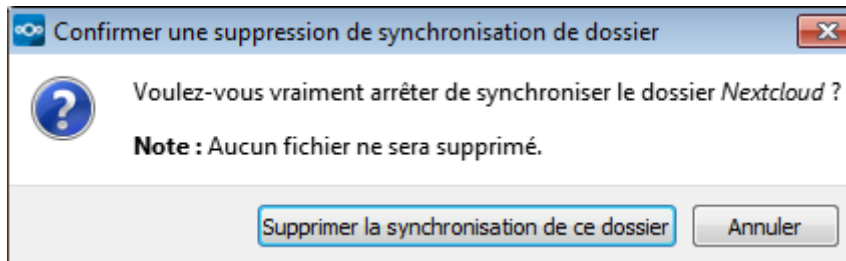 Confirmer une suppression de synchronisation de dossier
Voulez-vous vraiment arrêter de synchroniser le dossier Nextcloud ?
Note : Aucun fichier ne sera supprimé.
Supprimer la synchronisation de ce dossier
Annuler